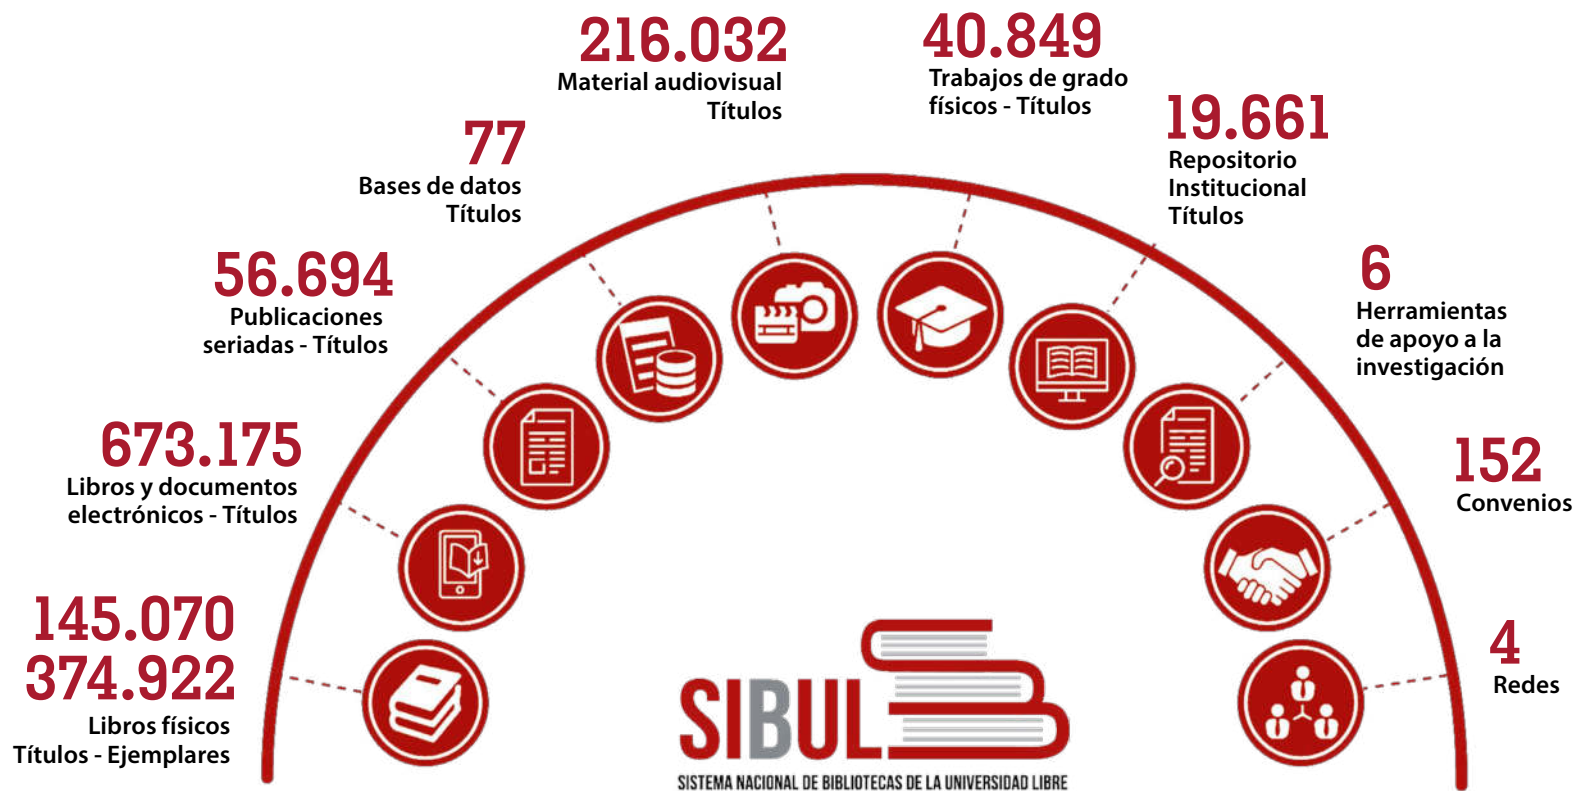 216.032
Material audiovisual
Títulos
40.849
Trabajos de grado
físicos - Títulos
77
Bases de datos
Títulos
19.661
Repositorio
Institucional
Títulos
56.694
Publicaciones
seriadas - Títulos
6
Herramientas
de apoyo a la
investigación
673.175
Libros y documentos
electrónicos - Títulos
152
Convenios
145.070
374.922
Libros físicos
Títulos - Ejemplares
4
Redes
SIBUL
SISTEMA NACIONAL DE BIBLIOTECAS DE LA UNIVERSIDAD LIBRE